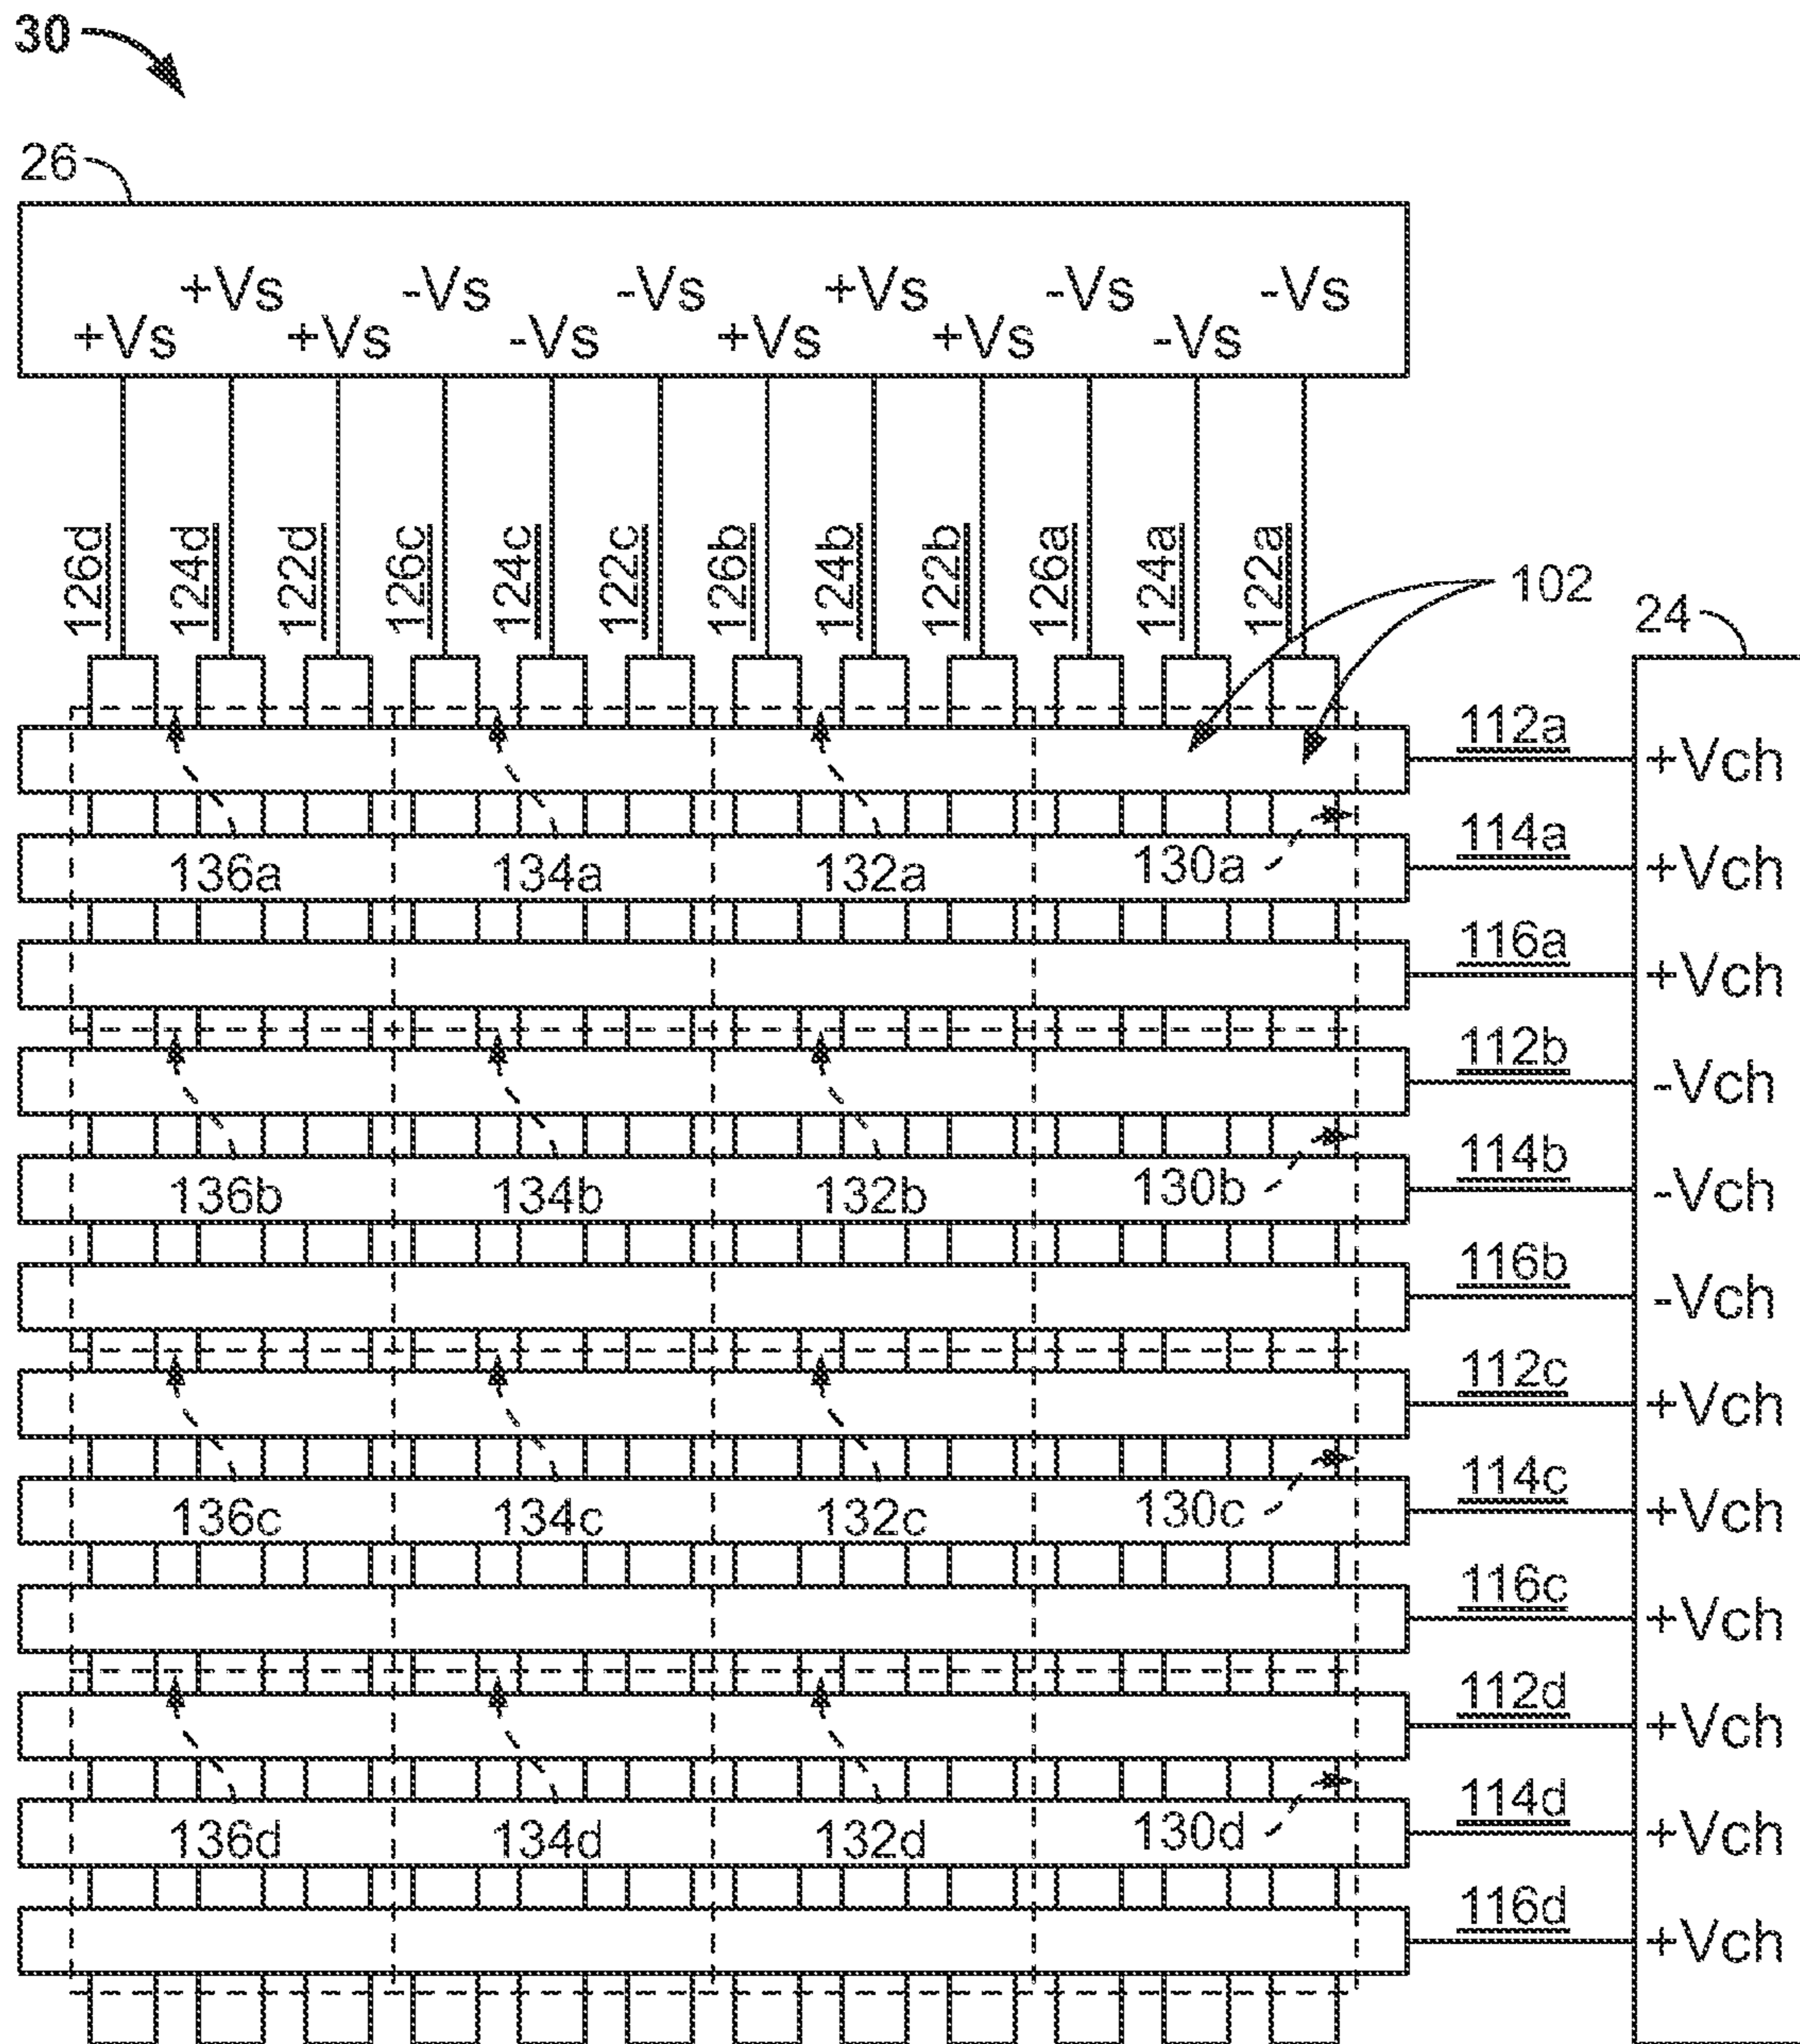 30
26
+Vs -Vs -Vs +Vs -Vs -Vs
+Vs +Vs -Vs +Vs +Vs -Vs
126d 124d 122d 126c 124c 122c 126b 124b 122b 126a 124a 122a
102
24
112a +Vch
136a 134a 132a 130a 114a +Vch
116a +Vch
112b -Vch
136b 134b 132b 130b 114b -Vch
116b -Vch
112c +Vch
136c 134c 132c 130c 114c +Vch
116c +Vch
112d +Vch
136d 134d 132d 130d 114d +Vch
116d +Vch